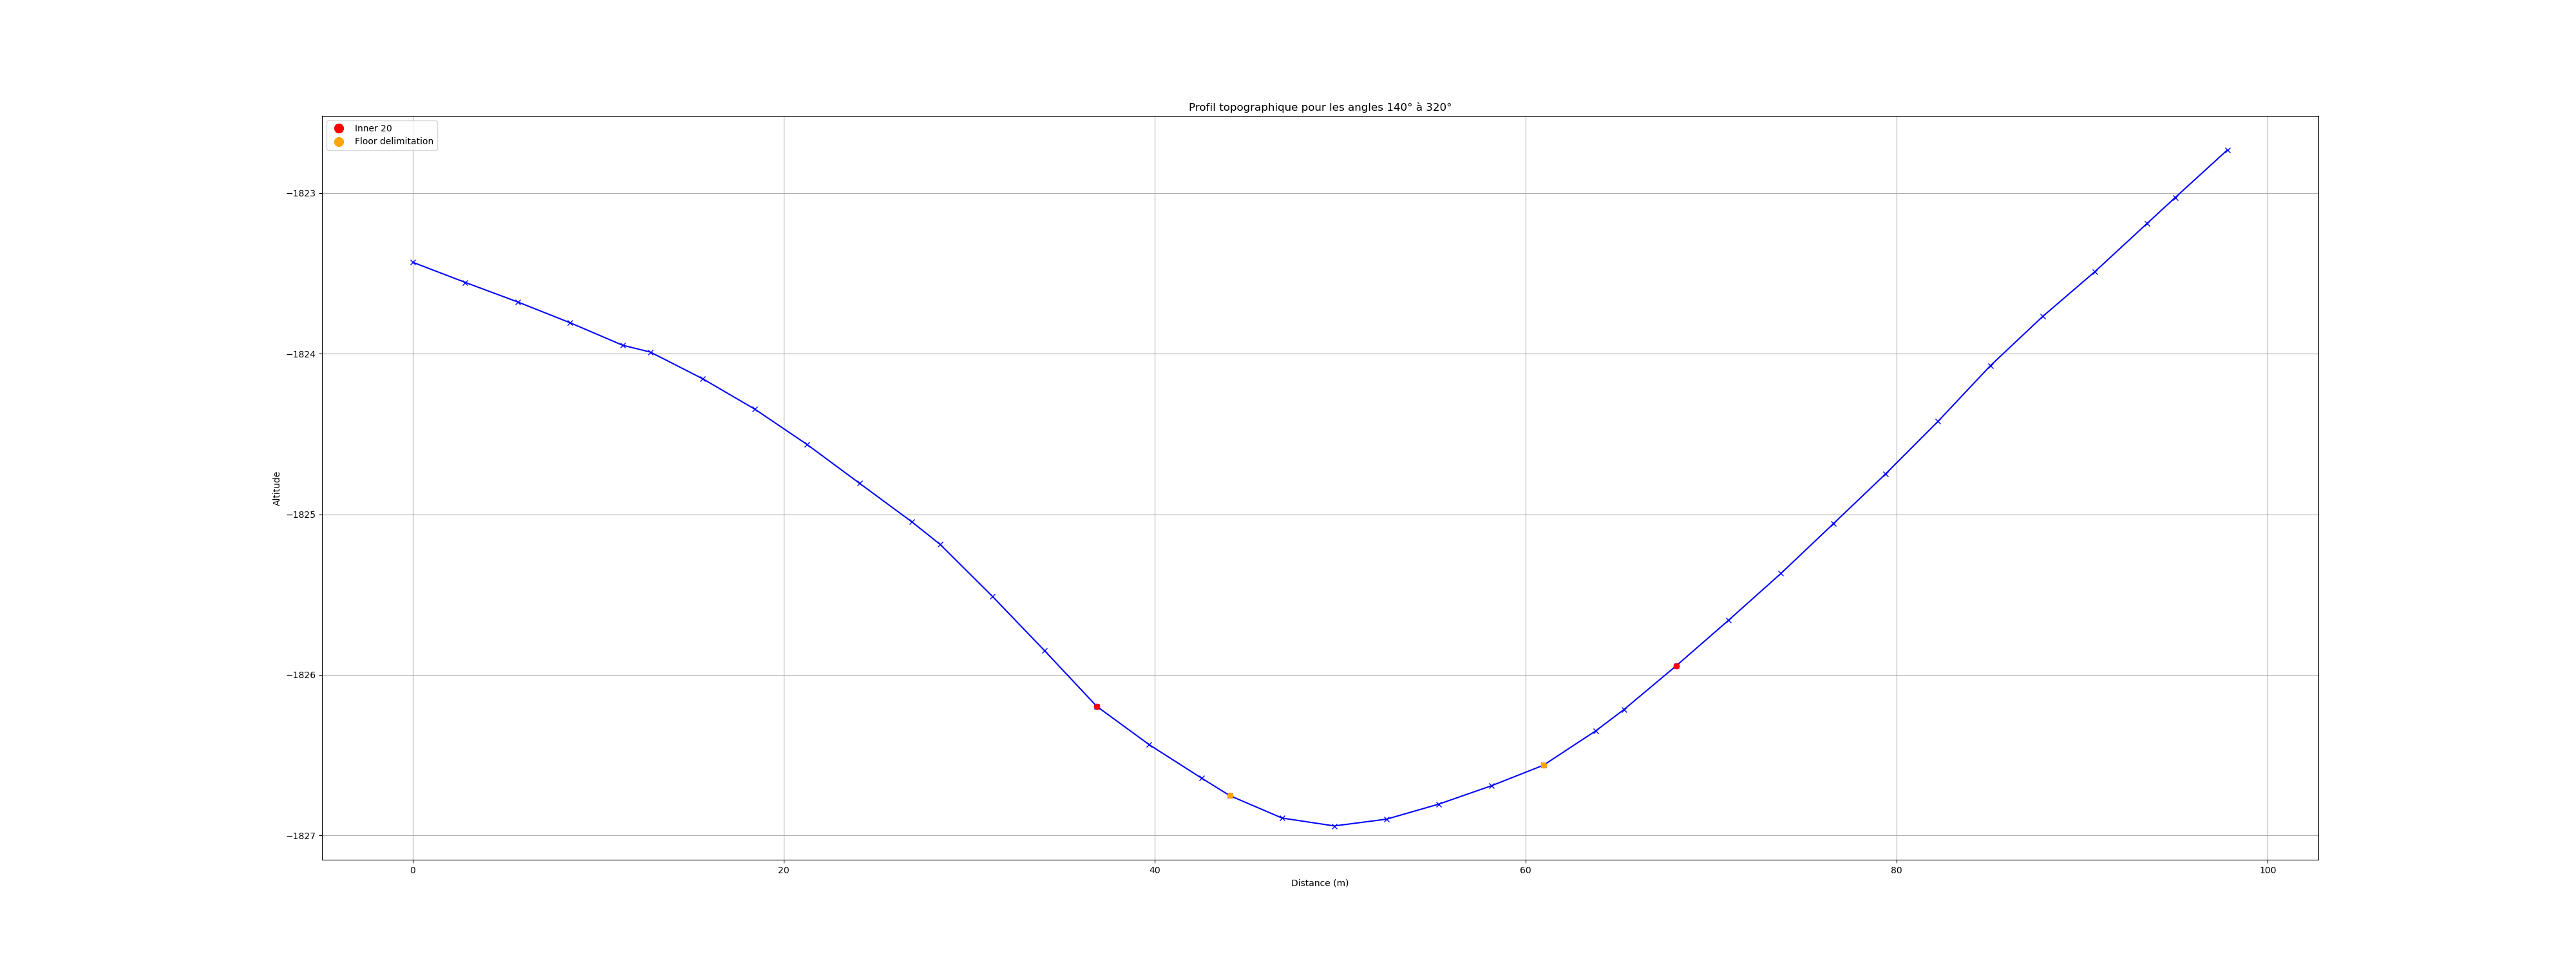 Profil topographique pour les angles 140° à 320°
Inner 20
Floor delimitation
−1823
−1824
−1825
−1826
−1827
Altitude
0 20 40 60 80 100
Distance (m)